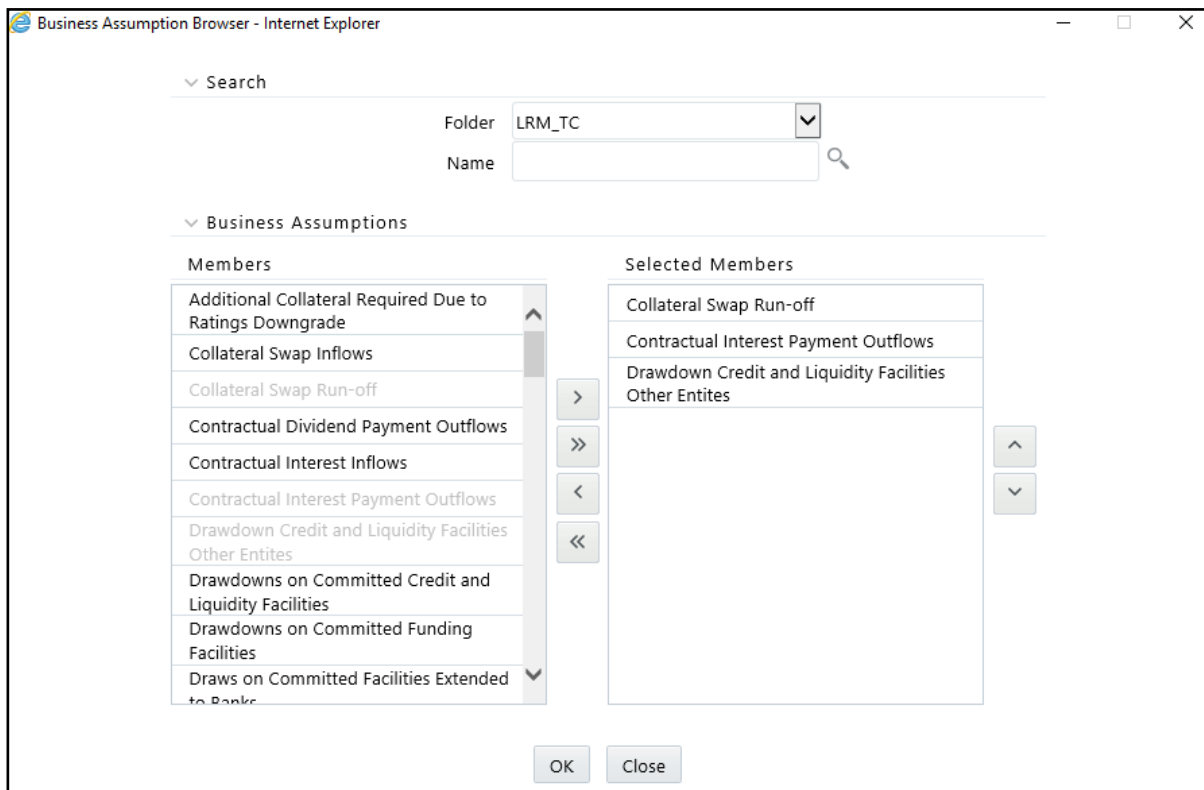 Business Assumption Browser - Internet Explorer
Search
Folder LRM_TC
Name
Business Assumptions
Members
Additional Collateral Required Due to
Ratings Downgrade
Collateral Swap Inflows
Collateral Swap Run-off
Contractual Dividend Payment Outflows
Contractual Interest Inflows
Contractual Interest Payment Outflows
Drawdown Credit and Liquidity Facilities
Other Entites
Drawdowns on Committed Credit and
Liquidity Facilities
Drawdowns on Committed Funding
Facilities
Draws on Committed Facilities Extended
to Banks
Selected Members
Collateral Swap Run-off
Contractual Interest Payment Outflows
Drawdown Credit and Liquidity Facilities
Other Entites
OK Close